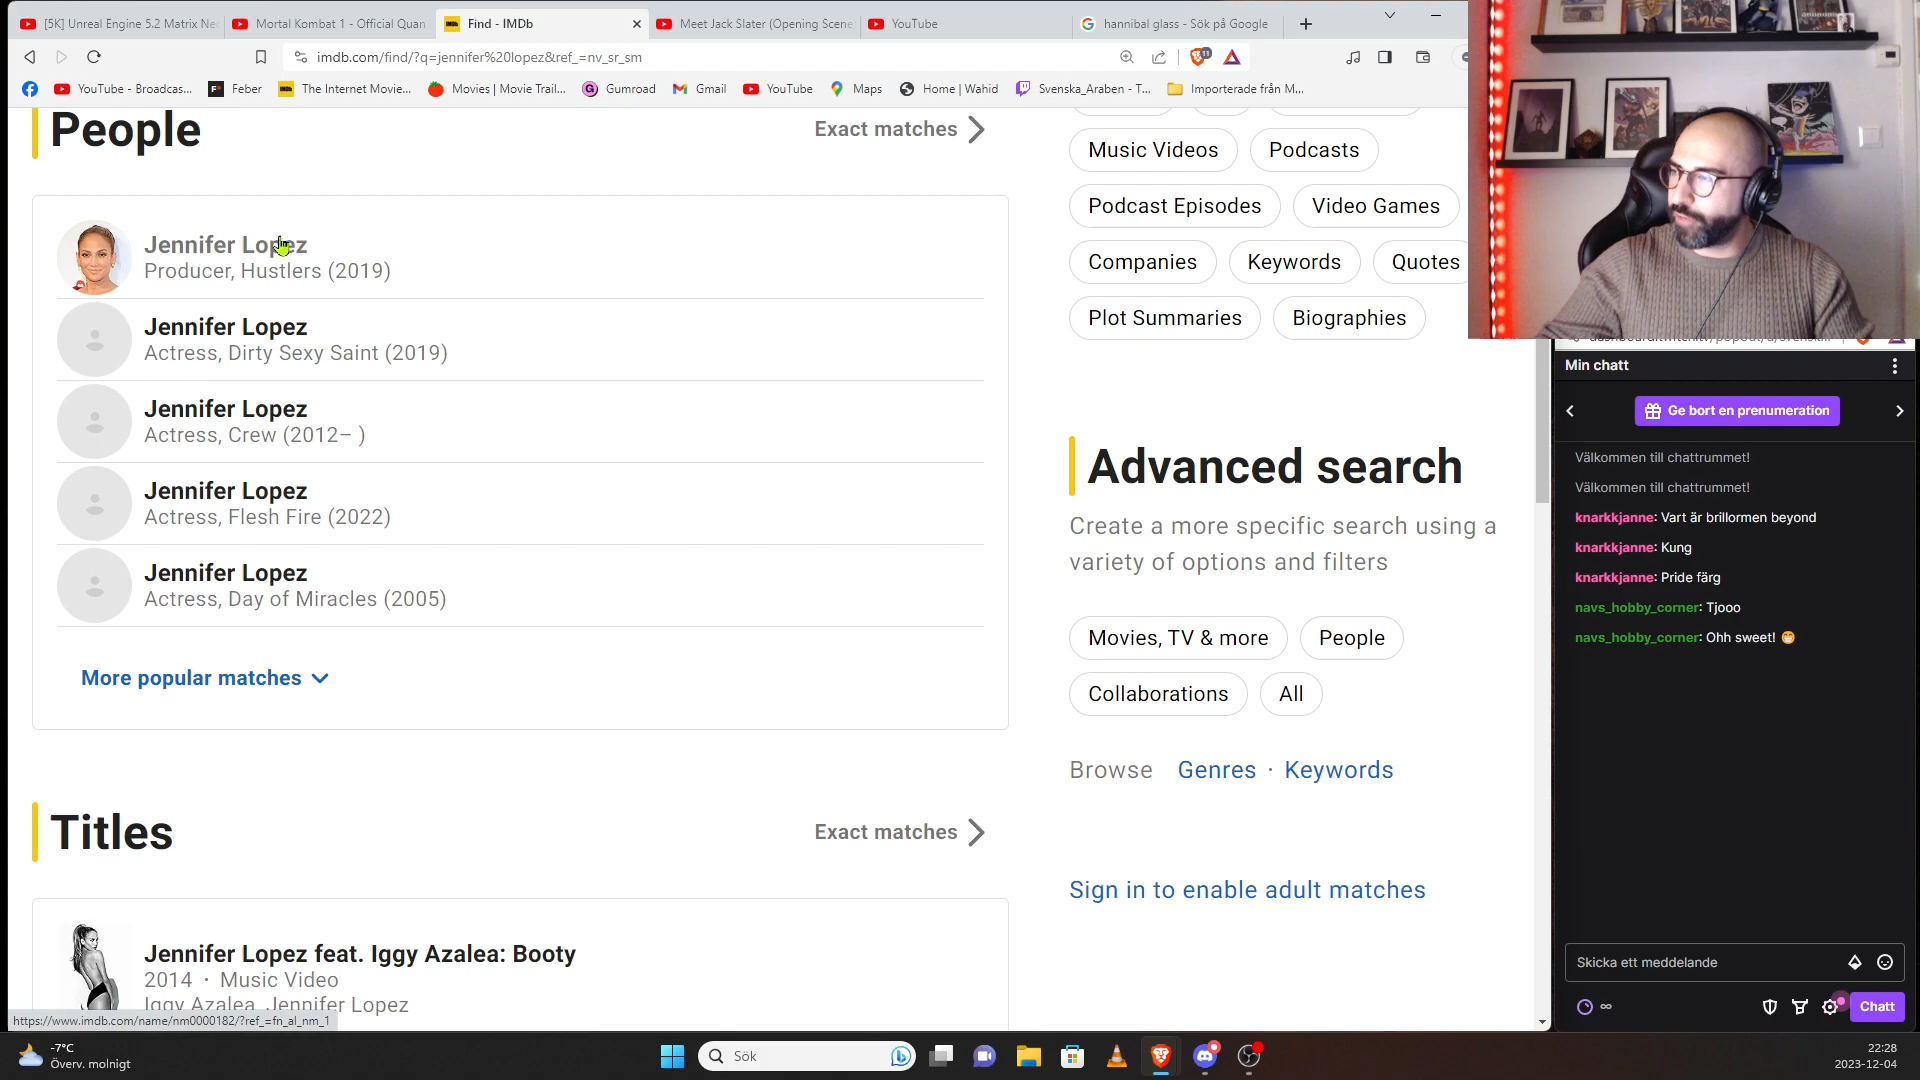 [5K] Unreal Engine 5.2 Matrix Ne
Mortal Kombat 1 - Official Quan
Find - IMDb
Meet Jack Slater (Opening Scene
YouTube
hannibal glass - Sök på Google
imdb.com/find/?q=jennifer%20lopez&ref_=nv_sr_sm
11
YouTube - Broadcas...
Feber
The Internet Movie...
Movies | Movie Trail...
Gumroad
Gmail
YouTube
Maps
Home | Wahid
Svenska_Araben - T...
Importerade från M...
People
Exact matches
Jennifer Lopez
Producer, Hustlers (2019)
Jennifer Lopez
Actress, Dirty Sexy Saint (2019)
Jennifer Lopez
Actress, Crew (2012– )
Jennifer Lopez
Actress, Flesh Fire (2022)
Jennifer Lopez
Actress, Day of Miracles (2005)
More popular matches
Titles
Exact matches
Jennifer Lopez feat. Iggy Azalea: Booty
2014 · Music Video
Iggy Azalea, Jennifer Lopez
https://www.imdb.com/name/nm0000182/?ref_=fn_al_nm_1
Music Videos
Podcasts
Podcast Episodes
Video Games
Companies
Keywords
Quotes
Plot Summaries
Biographies
Advanced search
Create a more specific search using a
variety of options and filters
Movies, TV & more
People
Collaborations
All
Browse Genres · Keywords
Sign in to enable adult matches
Min chatt
Ge bort en prenumeration
Välkommen till chattrummet!
Välkommen till chattrummet!
knarkkjanne: Vart är brillormen beyond
knarkkjanne: Kung
knarkkjanne: Pride färg
navs_hobby_corner: Tjooo
navs_hobby_corner: Ohh sweet! 😁
Skicka ett meddelande
∞
Chatt
-7°C
Överv. molnigt
Sök
22:28
2023-12-04